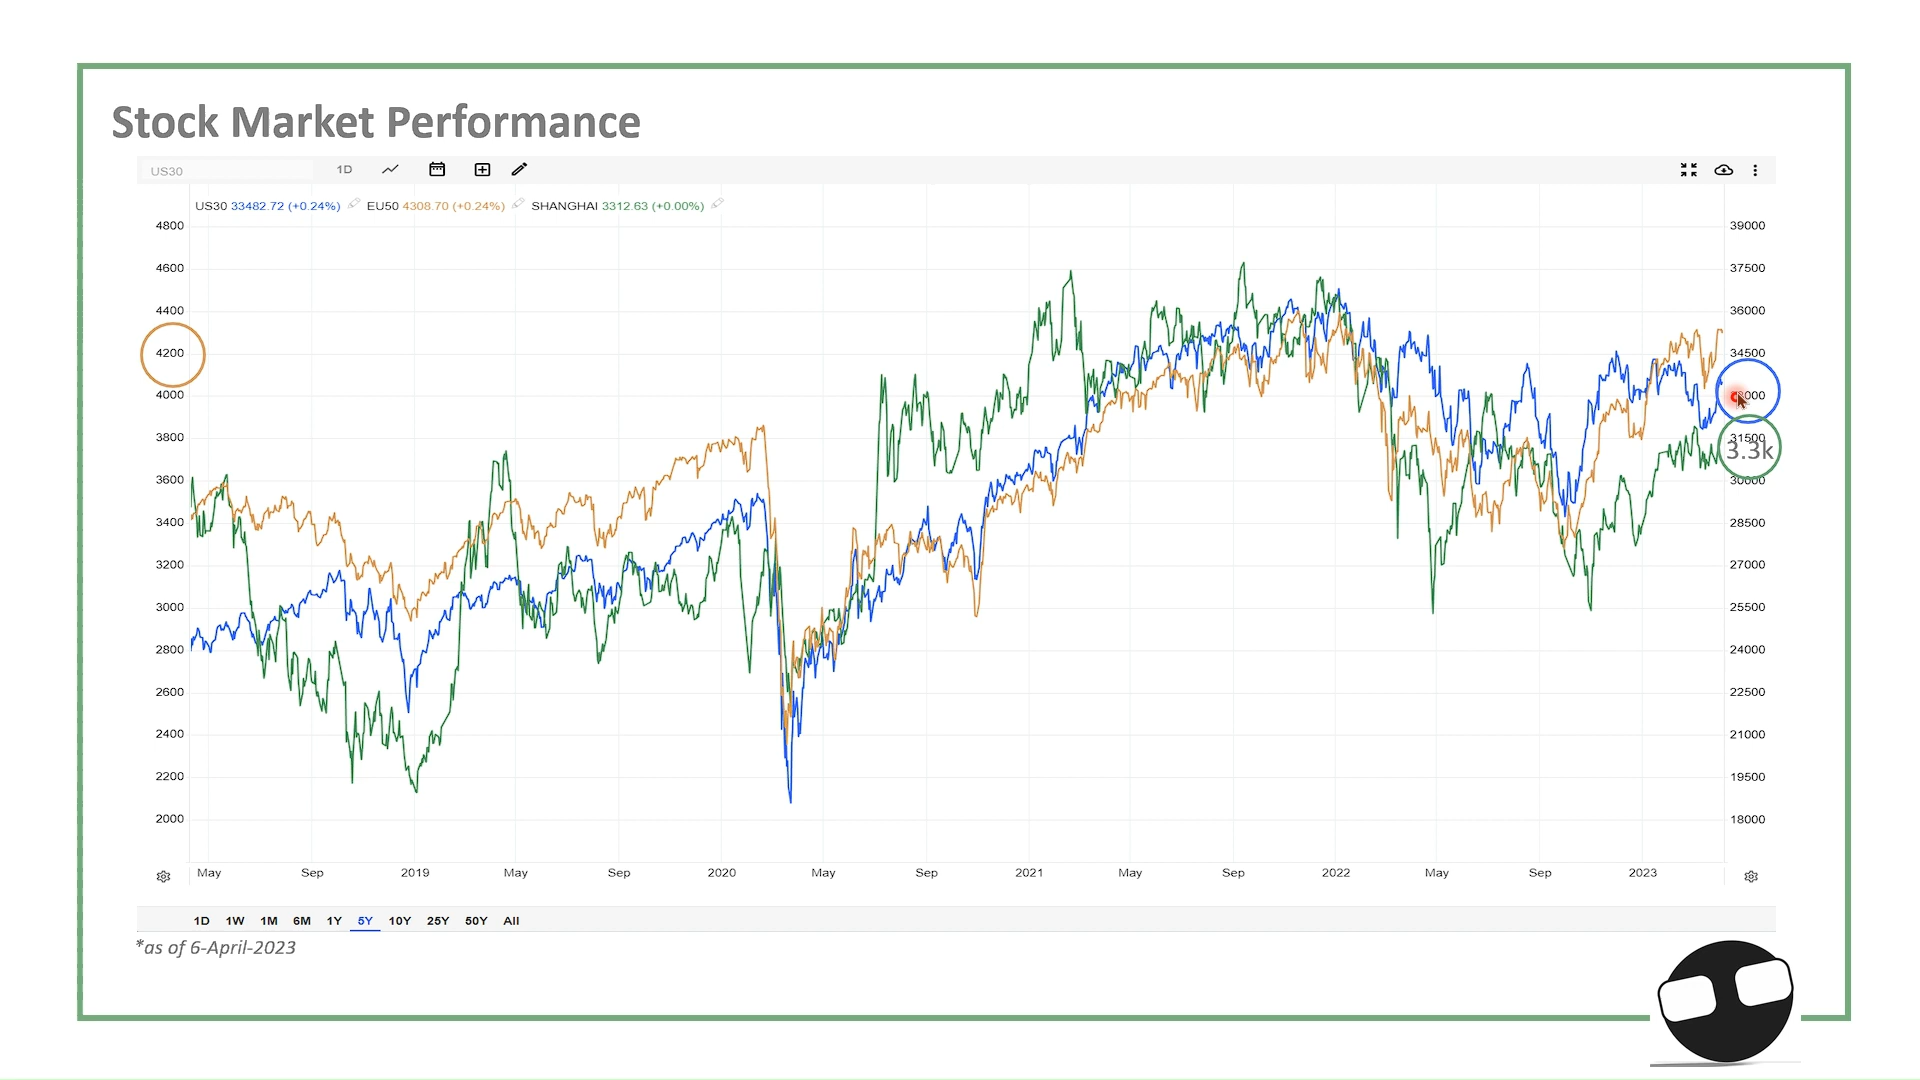 Stock Market Performance
US30 1D
US30 33482.72 (+0.24%) EU50 4308.70 (+0.24%) SHANGHAI 3312.63 (+0.00%)
4800 39000
4600 37500
4400 36000
4200 34500
4000 000
3800 31500
3.3k
3600 30000
3400 28500
3200 27000
3000 25500
2800 24000
2600 22500
2400 21000
2200 19500
2000 18000
May Sep 2019 May Sep 2020 May Sep 2021 May Sep 2022 May Sep 2023
1D 1W 1M 6M 1Y 5Y 10Y 25Y 50Y All
*as of 6-April-2023